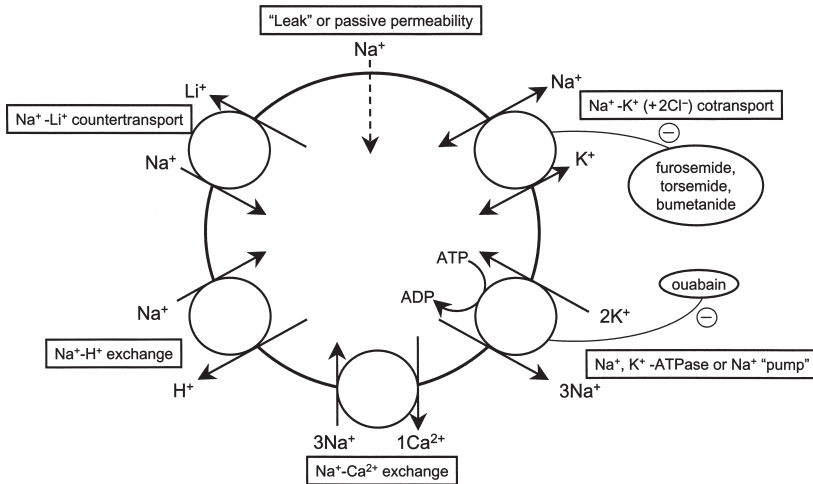 “Leak” or passive permeability
Na⁺
Li⁺
Na⁺
Na⁺ -Li⁺ countertransport
Na⁺ -K⁺ (+2Cl⁻) cotransport
Na⁺
K⁺
furosemide,
torsemide,
bumetanide
ATP
ADP
ouabain
Na⁺
2K⁺
Na⁺-H⁺ exchange
Na⁺, K⁺ -ATPase or Na⁺ “pump”
H⁺
3Na⁺
3Na⁺
1Ca²⁺
Na⁺-Ca²⁺ exchange